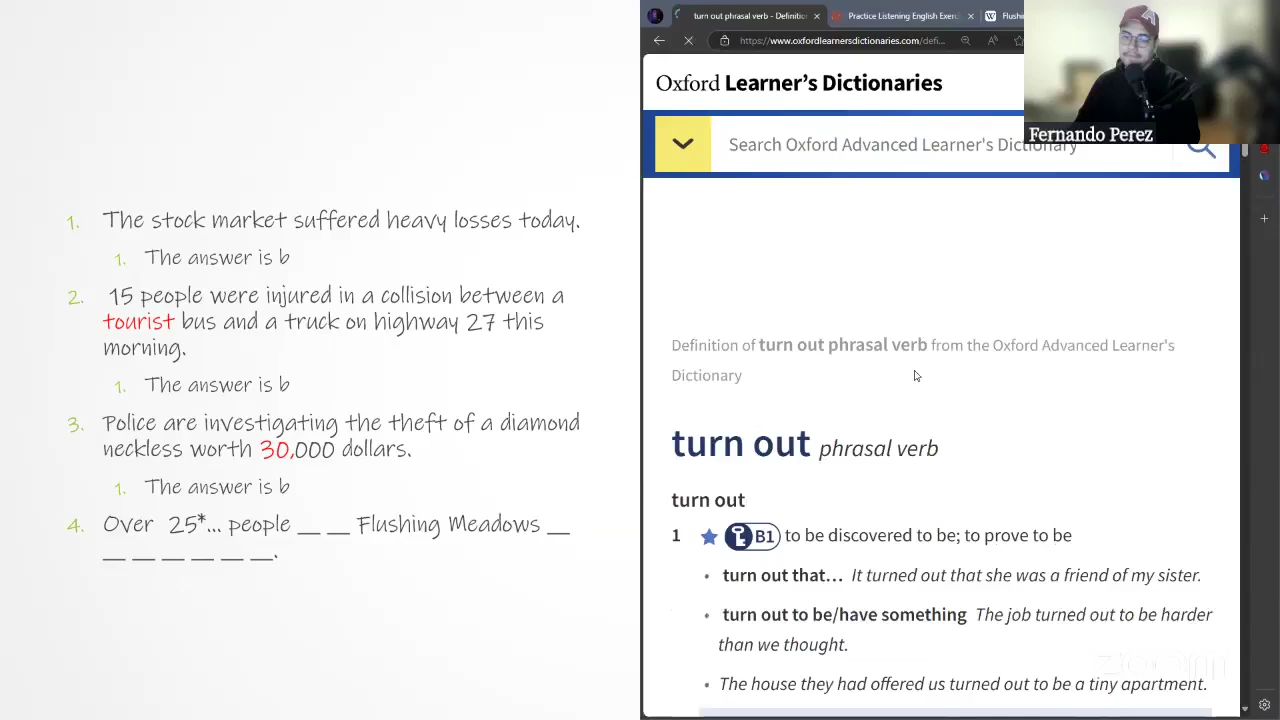 1. The stock market suffered heavy losses today.
1. The answer is b
2. 15 people were injured in a collision between a
tourist bus and a truck on highway 27 this
morning.
1. The answer is b
3. Police are investigating the theft of a diamond
neckless worth 30,000 dollars.
1. The answer is b
4. Over 25*... people __ __ Flushing Meadows __
__ __ __ __ __ __.
turn out phrasal verb - Definitio
Practice Listening English Exerc
Flushi
https://www.oxfordlearnersdictionaries.com/defi...
Oxford Learner's Dictionaries
Search Oxford Advanced Learner's Dictionary
Fernando Perez
Definition of turn out phrasal verb from the Oxford Advanced Learner's
Dictionary
turn out phrasal verb
turn out
1 B1 to be discovered to be; to prove to be
• turn out that… It turned out that she was a friend of my sister.
• turn out to be/have something The job turned out to be harder
than we thought.
• The house they had offered us turned out to be a tiny apartment.
zoom